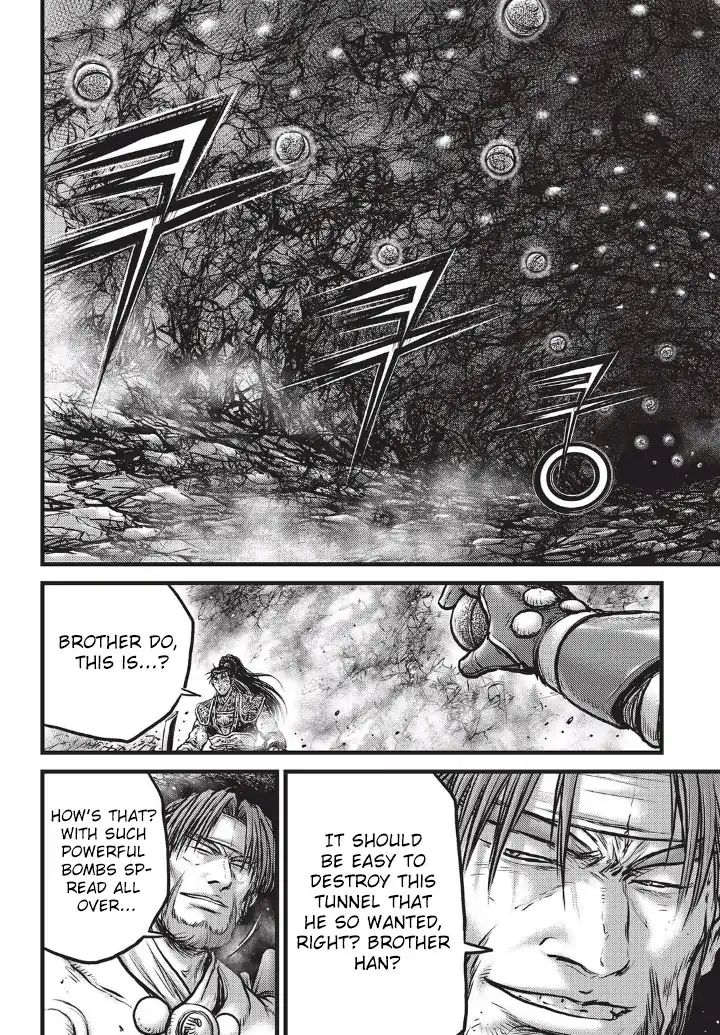 BROTHER DO,
THIS IS...?
HOW'S THAT?
WITH SUCH
POWERFUL
BOMBS SP-
READ ALL
OVER...
IT SHOULD
BE EASY TO
DESTROY THIS
TUNNEL THAT
HE SO WANTED,
RIGHT? BROTHER
HAN?